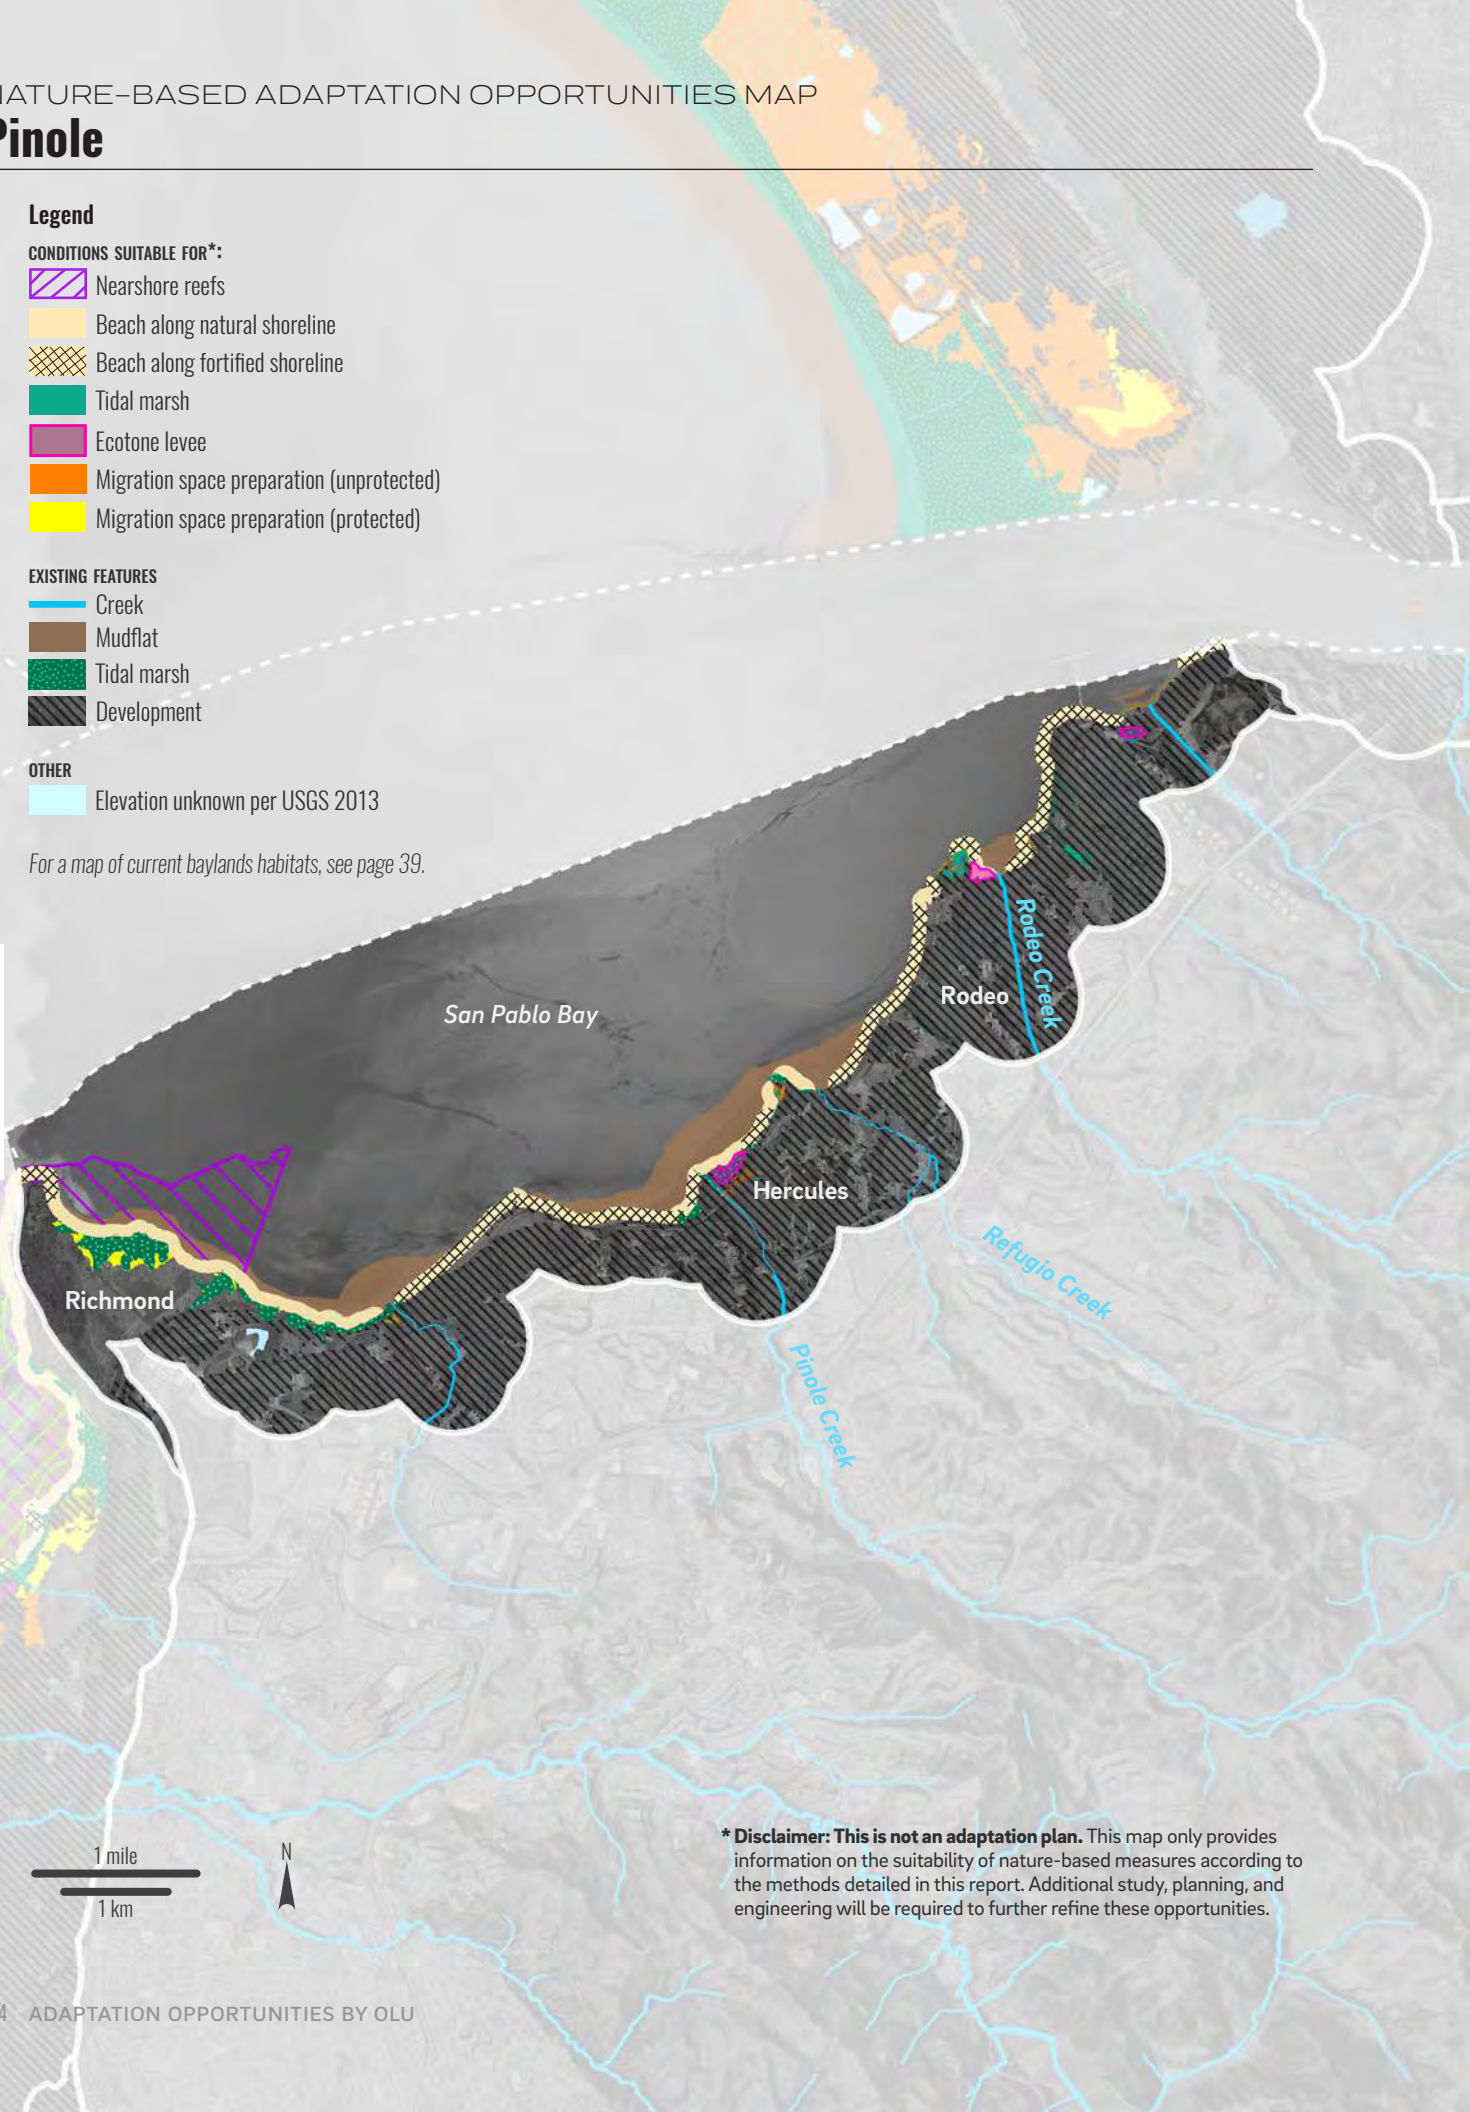 NATURE–BASED ADAPTATION OPPORTUNITIES MAP
Pinole
Legend
CONDITIONS SUITABLE FOR*:
Nearshore reefs
Beach along natural shoreline
Beach along fortified shoreline
Tidal marsh
Ecotone levee
Migration space preparation (unprotected)
Migration space preparation (protected)
EXISTING FEATURES
Creek
Mudflat
Tidal marsh
Development
OTHER
Elevation unknown per USGS 2013
For a map of current baylands habitats, see page 39.
San Pablo Bay
Rodeo
Rodeo Creek
Hercules
Refugio Creek
Richmond
Pinole Creek
1 mile
1 km
N
* Disclaimer: This is not an adaptation plan. This map only provides
information on the suitability of nature-based measures according to
the methods detailed in this report. Additional study, planning, and
engineering will be required to further refine these opportunities.
4 ADAPTATION OPPORTUNITIES BY OLU